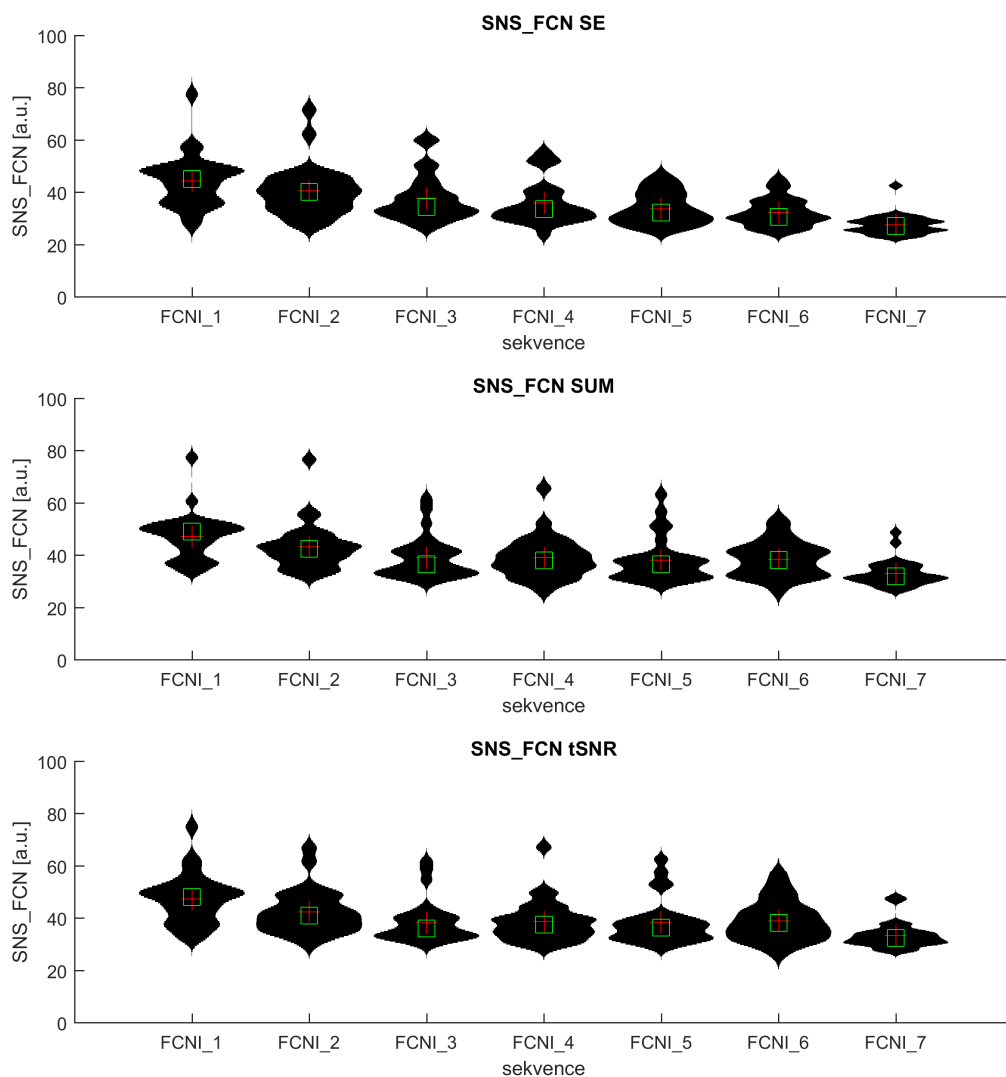 SNS_FCN SE
100
80
60
40
20
0
SNS_FCN [a.u.]
FCNI_1 FCNI_2 FCNI_3 FCNI_4 FCNI_5 FCNI_6 FCNI_7
sekvence
SNS_FCN SUM
100
80
60
40
20
0
SNS_FCN [a.u.]
FCNI_1 FCNI_2 FCNI_3 FCNI_4 FCNI_5 FCNI_6 FCNI_7
sekvence
SNS_FCN tSNR
100
80
60
40
20
0
SNS_FCN [a.u.]
FCNI_1 FCNI_2 FCNI_3 FCNI_4 FCNI_5 FCNI_6 FCNI_7
sekvence